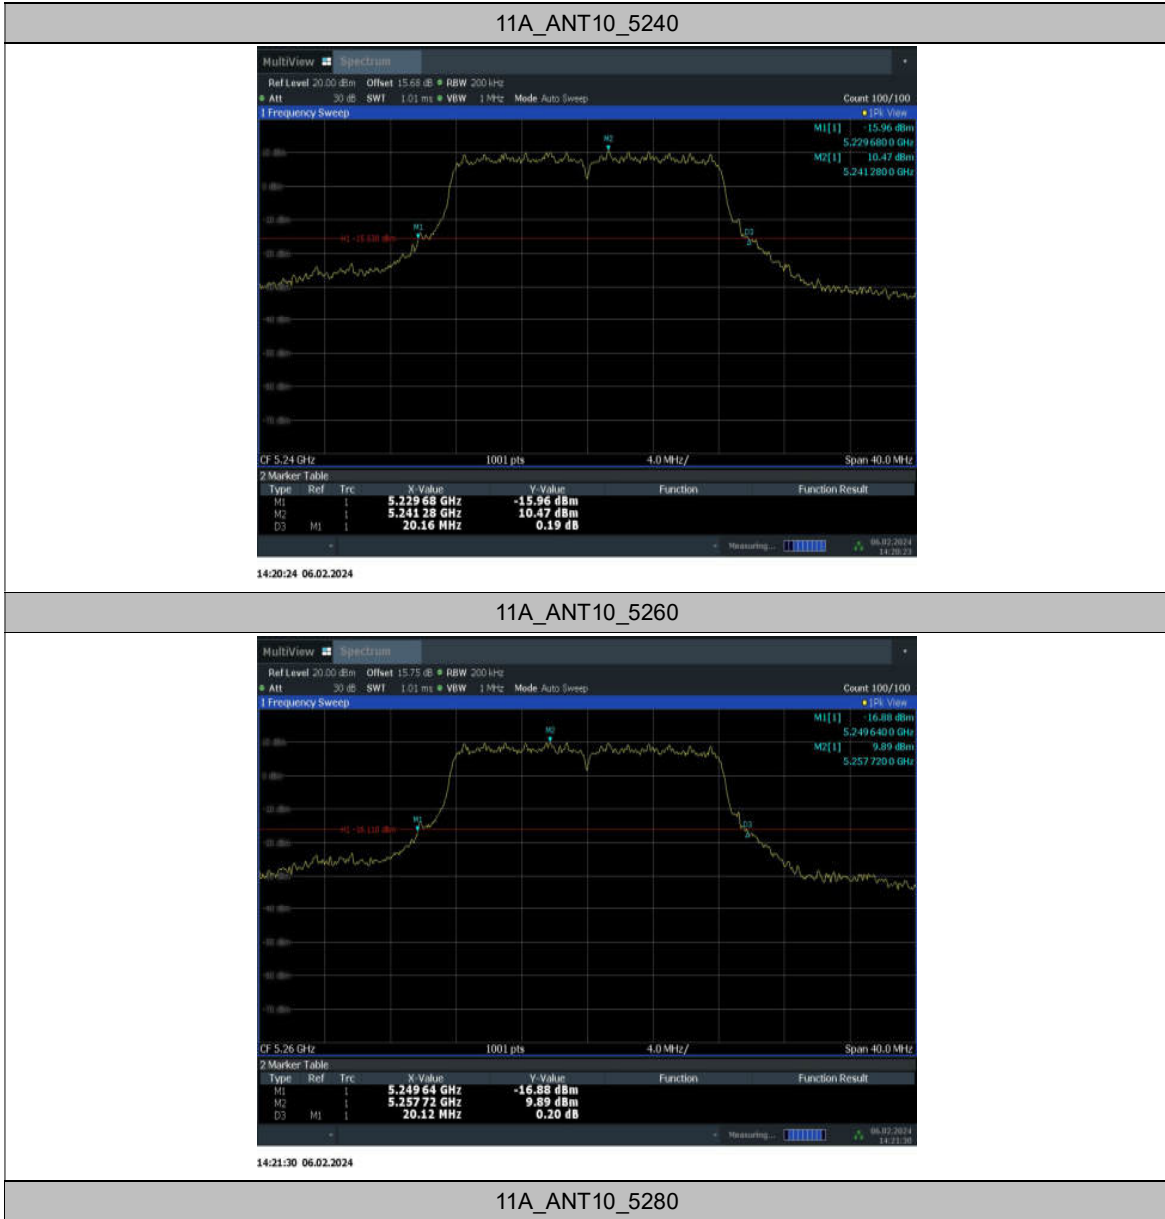 11A_ANT10_5240
MultiView Spectrum
Ref Level 20.00 dBm Offset 15.68 dB RBW 200 kHz
Att 30 dB SWT 1.01 ms VBW 1 MHz Mode Auto Sweep Count 100/100
1 Frequency Sweep 1Pk View
M1[1] -15.96 dBm
5.229 680 0 GHz
M2[1] 10.47 dBm
5.241 280 0 GHz
M2
M1
D3
CF 5.24 GHz 1001 pts 4.0 MHz/ Span 40.0 MHz
2 Marker Table
Type Ref Trc X-Value Y-Value Function Function Result
M1 1 5.229 68 GHz -15.96 dBm
M2 1 5.241 28 GHz 10.47 dBm
D3 M1 1 20.16 MHz 0.19 dB
Measuring... 06.02.2024
14:20:23
14:20:24 06.02.2024
11A_ANT10_5260
MultiView Spectrum
Ref Level 20.00 dBm Offset 15.75 dB RBW 200 kHz
Att 30 dB SWT 1.01 ms VBW 1 MHz Mode Auto Sweep Count 100/100
1 Frequency Sweep 1Pk View
M1[1] -16.88 dBm
5.249 640 0 GHz
M2[1] 9.89 dBm
5.257 720 0 GHz
M2
M1
D3
CF 5.26 GHz 1001 pts 4.0 MHz/ Span 40.0 MHz
2 Marker Table
Type Ref Trc X-Value Y-Value Function Function Result
M1 1 5.249 64 GHz -16.88 dBm
M2 1 5.257 72 GHz 9.89 dBm
D3 M1 1 20.12 MHz 0.20 dB
Measuring... 06.02.2024
14:21:30
14:21:30 06.02.2024
11A_ANT10_5280